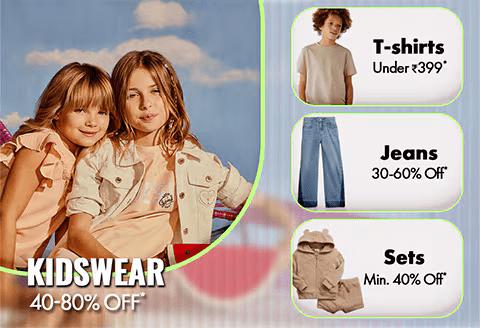 KIDSWEAR
40-80% OFF*
T-shirts
Under ₹399*
Jeans
30-60% Off*
Sets
Min. 40% Off*